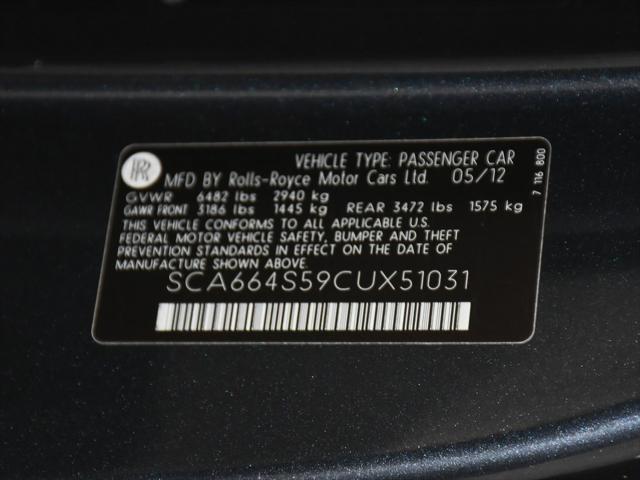 VEHICLE TYPE: PASSENGER CAR
MFD BY Rolls-Royce Motor Cars Ltd. 05/12
GVWR 6482 lbs 2940 kg
GAWR FRONT 3186 lbs 1445 kg REAR 3472 lbs 1575 kg
THIS VEHICLE CONFORMS TO ALL APPLICABLE U.S.
FEDERAL MOTOR VEHICLE SAFETY, BUMPER AND THEFT
PREVENTION STANDARDS IN EFFECT ON THE DATE OF
MANUFACTURE SHOWN ABOVE.
SCA664S59CUX51031
7 116 800